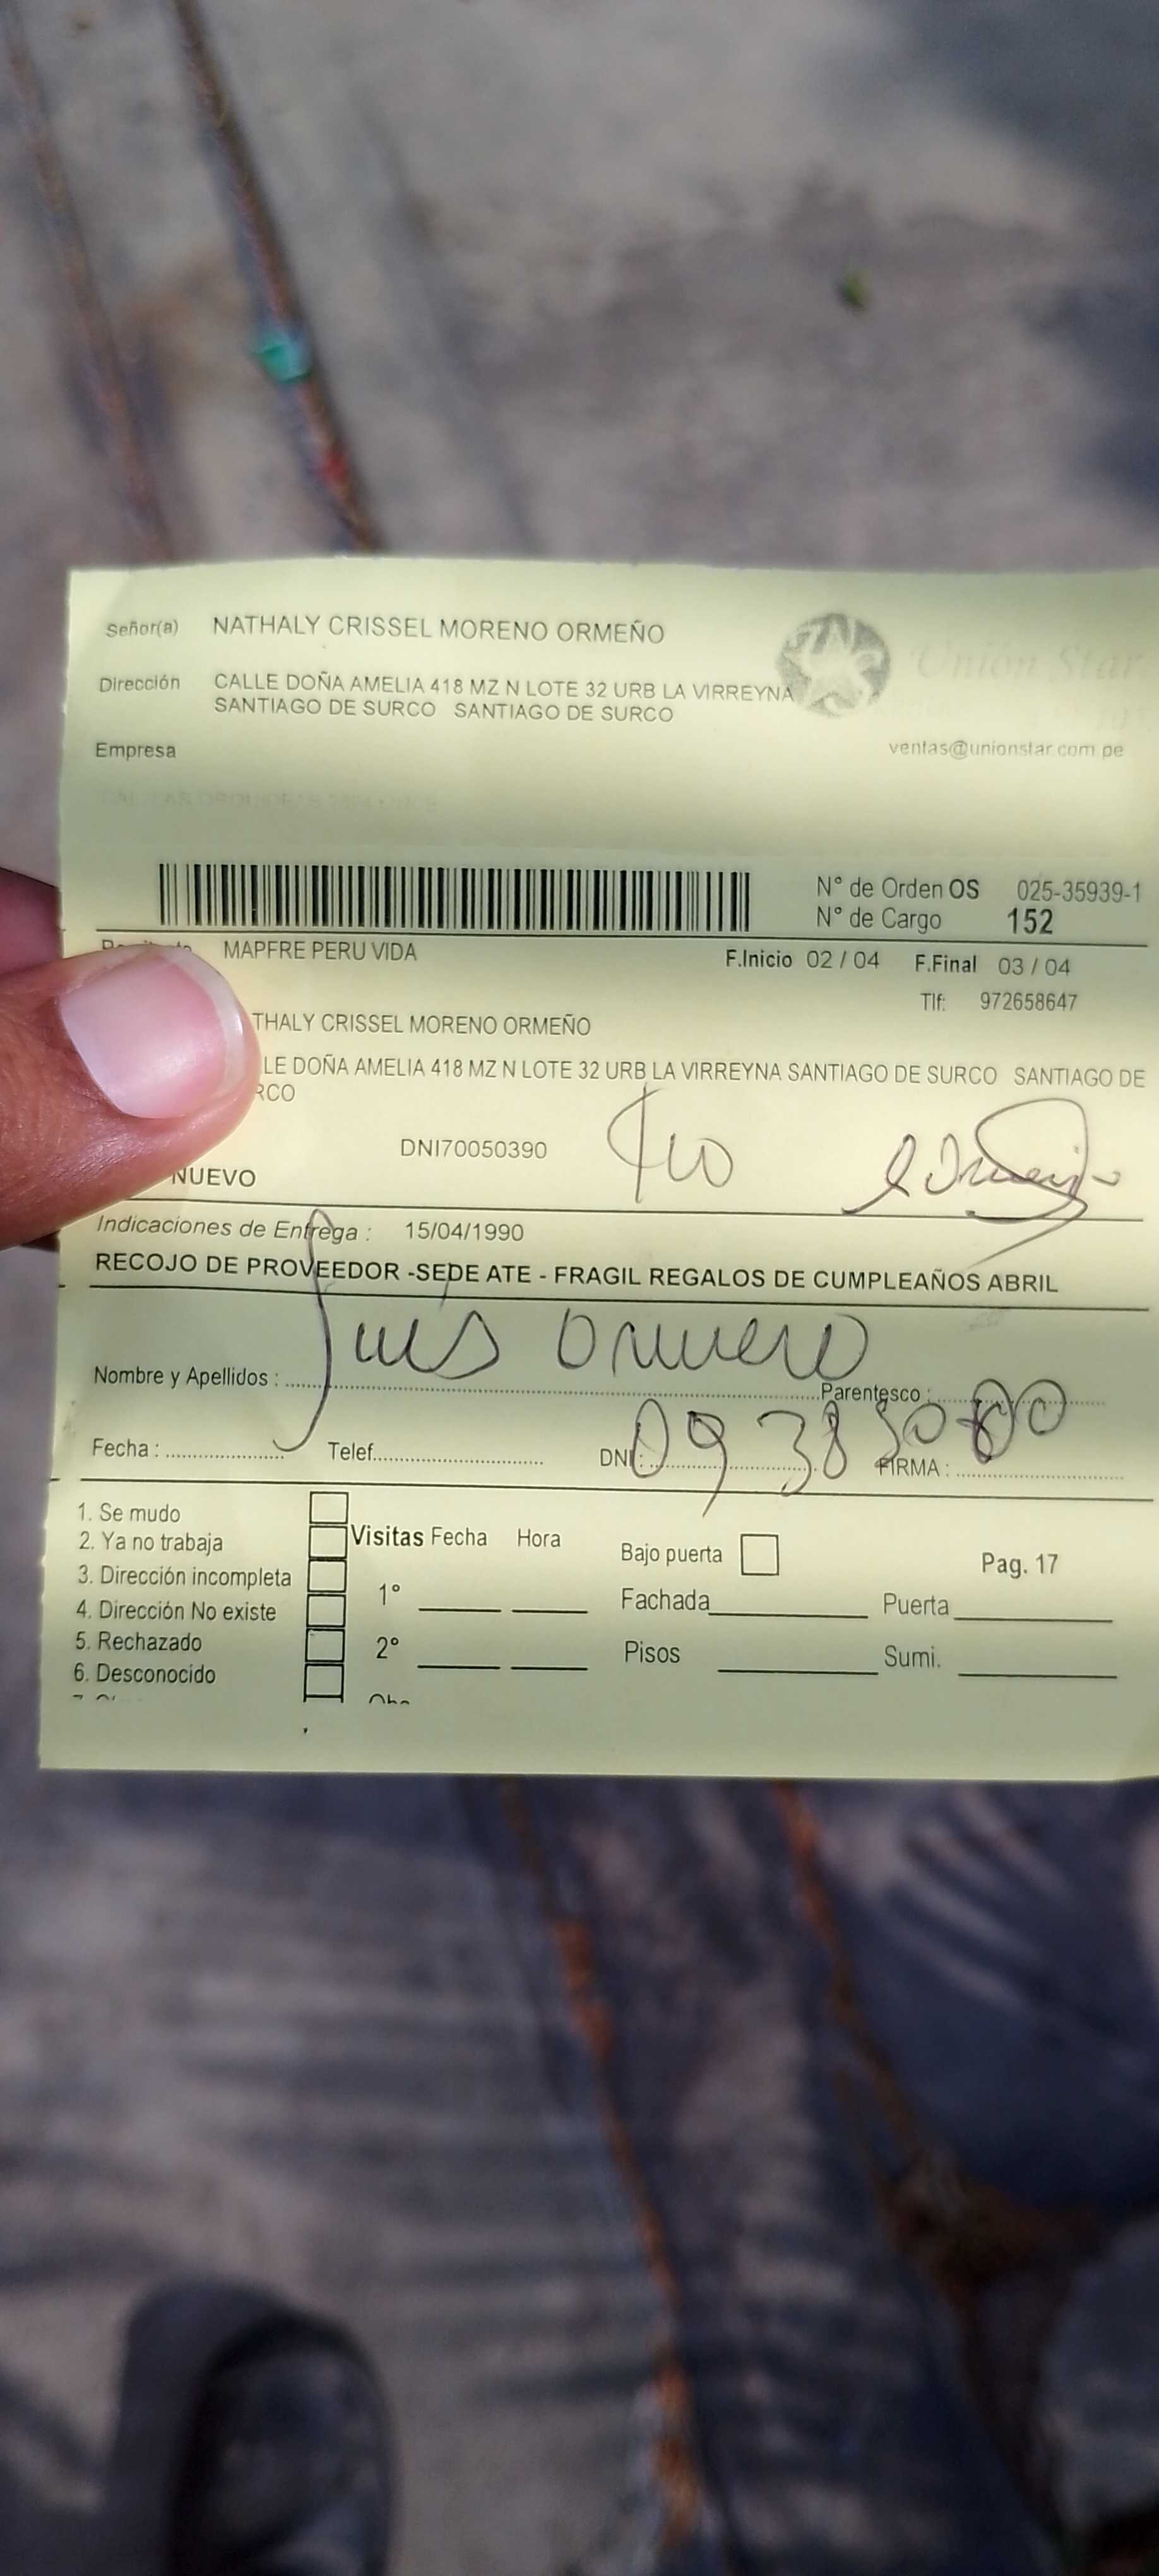 Señor(a) NATHALY CRISSEL MORENO ORMEÑO
Dirección CALLE DOÑA AMELIA 418 MZ N LOTE 32 URB LA VIRREYNA
SANTIAGO DE SURCO SANTIAGO DE SURCO
Union Star
Empresa
ventas@unionstar.com.pe
N° de Orden OS 025-35939-1
N° de Cargo 152
MAPFRE PERU VIDA F.Inicio 02 / 04 F.Final 03 / 04
Tlf: 972658647
THALY CRISSEL MORENO ORMEÑO
LE DOÑA AMELIA 418 MZ N LOTE 32 URB LA VIRREYNA SANTIAGO DE SURCO SANTIAGO DE
RCO
DNI70050390
NUEVO
Indicaciones de Entrega : 15/04/1990
RECOJO DE PROVEEDOR -SEDE ATE - FRAGIL REGALOS DE CUMPLEAÑOS ABRIL
Luis Ormeño
Nombre y Apellidos : Parentesco :
Fecha : Telef. DNI : FIRMA :
1. Se mudo
2. Ya no trabaja
3. Dirección incompleta
4. Dirección No existe
5. Rechazado
6. Desconocido
Visitas Fecha Hora
1°
2°
Bajo puerta Pag. 17
Fachada Puerta
Pisos Sumi.